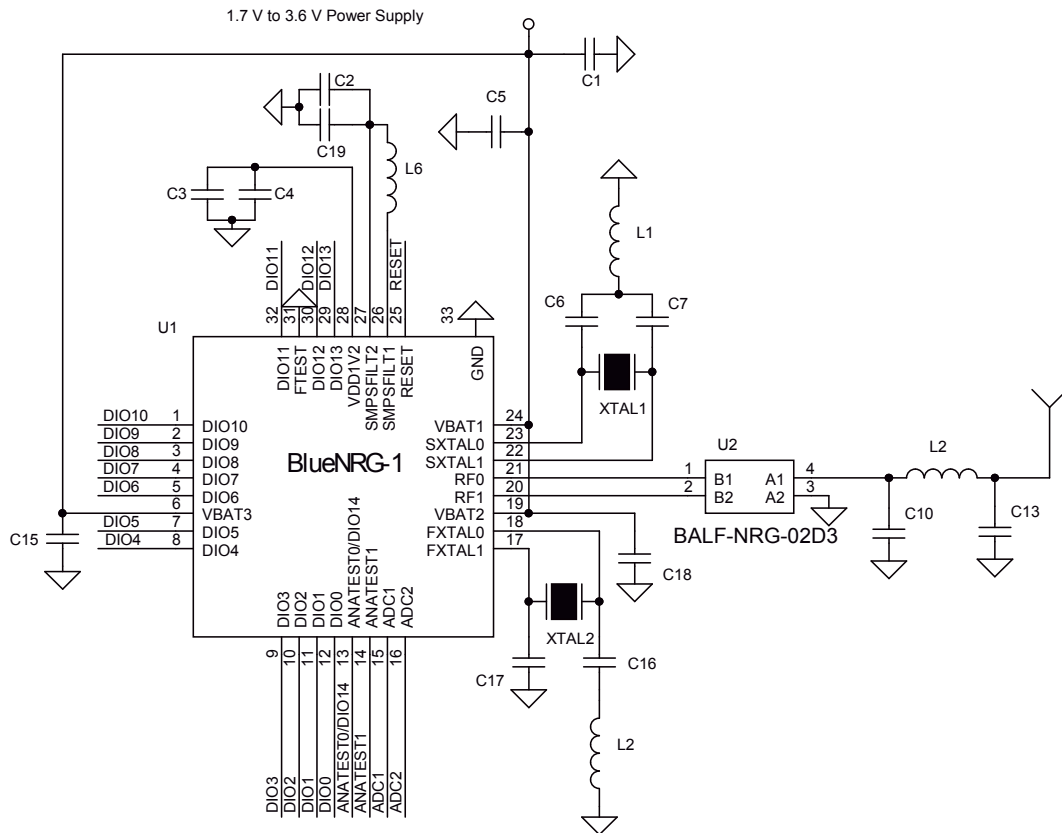 1.7 V to 3.6 V Power Supply
C1
C2
C5
C19
L6
C3
C4
L1
DIO11
DIO12
DIO13
RESET
C6
C7
32
31
30
29
28
27
26
25
33
U1
DIO11
FTEST
DIO12
DIO13
VDD1V2
SMPSFILT2
SMPSFILT1
RESET
GND
XTAL1
DIO10 1 DIO10
DIO9 2 DIO9
DIO8 3 DIO8
DIO7 4 DIO7
DIO6 5 DIO6
6 VBAT3
DIO5 7 DIO5
DIO4 8 DIO4
C15
BlueNRG-1
VBAT1 24
SXTAL0 23
SXTAL1 22
RF0 21
RF1 20
VBAT2 19
FXTAL0 18
FXTAL1 17
U2
1 B1 A1 4
2 B2 A2 3
BALF-NRG-02D3
L2
C10
C13
C18
DIO3
DIO2
DIO1
DIO0
ANATEST0/DIO14
ANATEST1
ADC1
ADC2
XTAL2
9
10
11
12
13
14
15
16
C17
C16
L2
DIO3
DIO2
DIO1
DIO0
ANATEST0/DIO14
ANATEST1
ADC1
ADC2